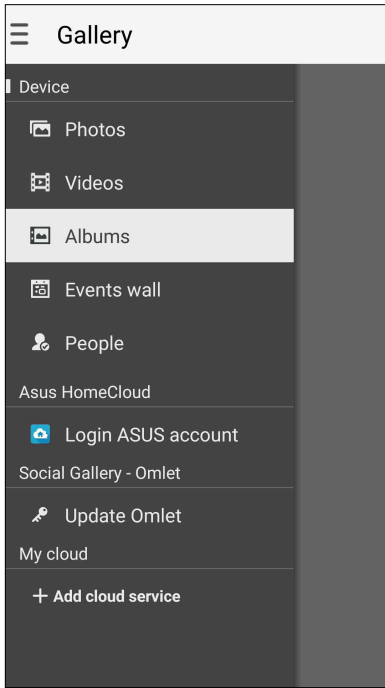 Gallery
Device
Photos
Videos
Albums
Events wall
People
Asus HomeCloud
Login ASUS account
Social Gallery - Omlet
Update Omlet
My cloud
+ Add cloud service